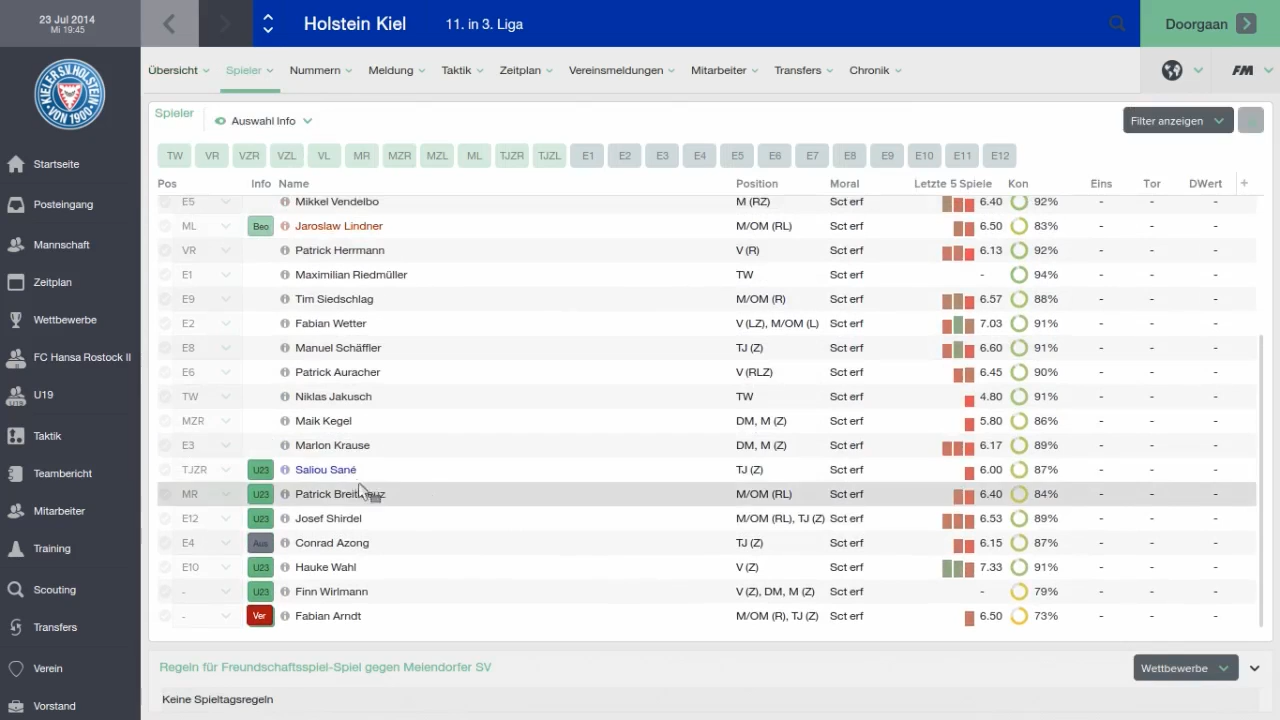 23 Jul 2014
Mi 19:45
Holstein Kiel
11. in 3. Liga
Doorgaan
KIELER S.V. HOLSTEIN
VON 1900
Übersicht Spieler Nummern Meldung Taktik Zeitplan Vereinsmeldungen Mitarbeiter Transfers Chronik
FM
Startseite
Posteingang
Mannschaft
Zeitplan
Wettbewerbe
FC Hansa Rostock II
U19
Taktik
Teambericht
Mitarbeiter
Training
Scouting
Transfers
Verein
Vorstand
Spieler
Auswahl Info
Filter anzeigen
TW VR VZR VZL VL MR MZR MZL ML TJZR TJZL E1 E2 E3 E4 E5 E6 E7 E8 E9 E10 E11 E12
Pos Info Name Position Moral Letzte 5 Spiele Kon Eins Tor DWert +
E5 Mikkel Vendelbo M (RZ) Sct erf 6.40 92% - - -
ML Beo Jaroslaw Lindner M/OM (RL) Sct erf 6.50 83% - - -
VR Patrick Herrmann V (R) Sct erf 6.13 92% - - -
E1 Maximilian Riedmüller TW Sct erf - 94% - - -
E9 Tim Siedschlag M/OM (R) Sct erf 6.57 88% - - -
E2 Fabian Wetter V (LZ), M/OM (L) Sct erf 7.03 91% - - -
E8 Manuel Schäffler TJ (Z) Sct erf 6.60 91% - - -
E6 Patrick Auracher V (RLZ) Sct erf 6.45 90% - - -
TW Niklas Jakusch TW Sct erf 4.80 91% - - -
MZR Maik Kegel DM, M (Z) Sct erf 5.80 86% - - -
E3 Marlon Krause DM, M (Z) Sct erf 6.17 89% - - -
TJZR U23 Saliou Sané TJ (Z) Sct erf 6.00 87% - - -
MR U23 Patrick Breitkreuz M/OM (RL) Sct erf 6.40 84% - - -
E12 U23 Josef Shirdel M/OM (RL), TJ (Z) Sct erf 6.53 89% - - -
E4 Aus Conrad Azong TJ (Z) Sct erf 6.15 87% - - -
E10 U23 Hauke Wahl V (Z) Sct erf 7.33 91% - - -
- U23 Finn Wirlmann V (Z), DM, M (Z) Sct erf - 79% - - -
- Ver Fabian Arndt M/OM (R), TJ (Z) Sct erf 6.50 73% - - -
Regeln für Freundschaftsspiel-Spiel gegen Meiendorfer SV
Wettbewerbe
Keine Spieltagsregeln